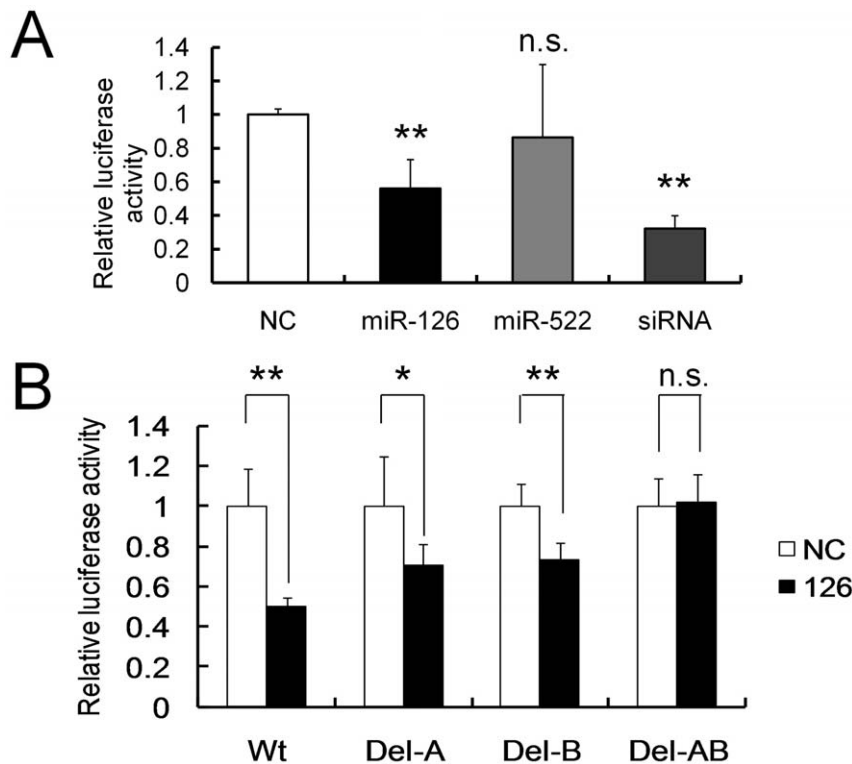 A
Relative luciferase
activity
1.4
1.2
1
0.8
0.6
0.4
0.2
0
**
n.s.
**
NC miR-126 miR-522 siRNA
B
Relative luciferase activity
1.4
1.2
1
0.8
0.6
0.4
0.2
0
** * ** n.s.
Wt Del-A Del-B Del-AB
NC
126